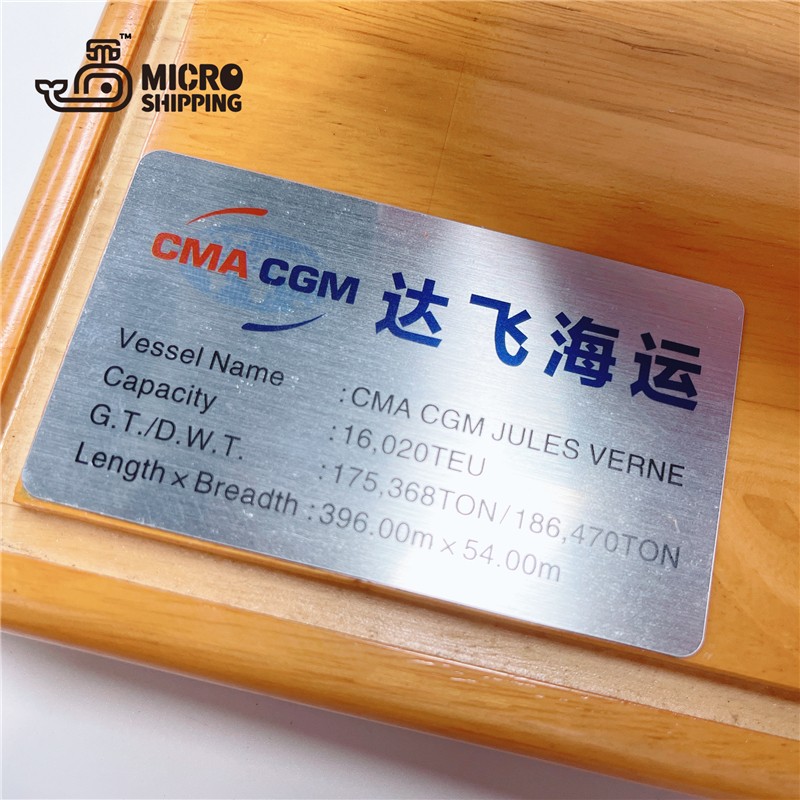 MICRO
SHIPPING
TM
CMA CGM 达飞海运
Vessel Name : CMA CGM JULES VERNE
Capacity : 16,020TEU
G.T./D.W.T. : 175,368TON/186,470TON
Length × Breadth : 396.00m × 54.00m